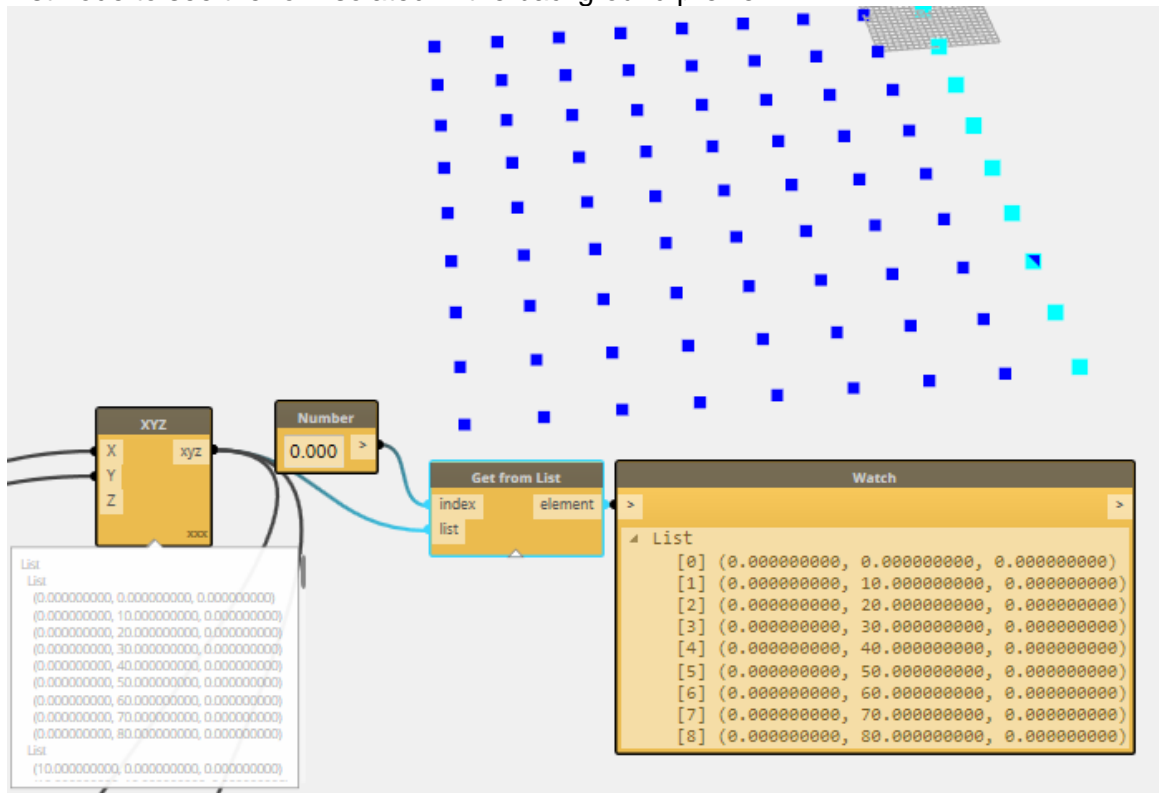 XYZ
X
xyz
Y
Z
xxx
Number
0.000 >
Get from List
index
element
list
Watch
> >
List
[0] (0.000000000, 0.000000000, 0.000000000)
[1] (0.000000000, 10.000000000, 0.000000000)
[2] (0.000000000, 20.000000000, 0.000000000)
[3] (0.000000000, 30.000000000, 0.000000000)
[4] (0.000000000, 40.000000000, 0.000000000)
[5] (0.000000000, 50.000000000, 0.000000000)
[6] (0.000000000, 60.000000000, 0.000000000)
[7] (0.000000000, 70.000000000, 0.000000000)
[8] (0.000000000, 80.000000000, 0.000000000)
List
List
(0.000000000, 0.000000000, 0.000000000)
(0.000000000, 10.000000000, 0.000000000)
(0.000000000, 20.000000000, 0.000000000)
(0.000000000, 30.000000000, 0.000000000)
(0.000000000, 40.000000000, 0.000000000)
(0.000000000, 50.000000000, 0.000000000)
(0.000000000, 60.000000000, 0.000000000)
(0.000000000, 70.000000000, 0.000000000)
(0.000000000, 80.000000000, 0.000000000)
List
(10.000000000, 0.000000000, 0.000000000)